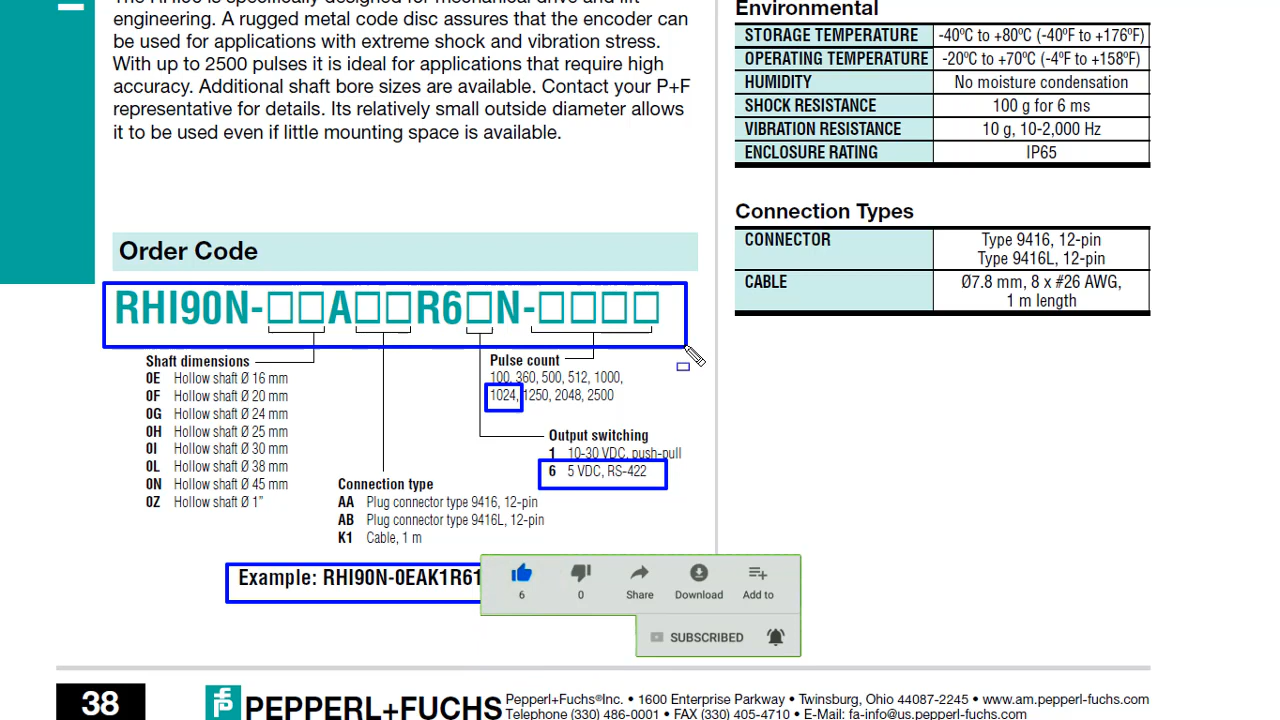 The RHI90 is specifically designed for mechanical drive and lift
engineering. A rugged metal code disc assures that the encoder can
be used for applications with extreme shock and vibration stress.
With up to 2500 pulses it is ideal for applications that require high
accuracy. Additional shaft bore sizes are available. Contact your P+F
representative for details. Its relatively small outside diameter allows
it to be used even if little mounting space is available.
Order Code
RHI90N-□□A□□R6□N-□□□□
Shaft dimensions
0E Hollow shaft Ø 16 mm
0F Hollow shaft Ø 20 mm
0G Hollow shaft Ø 24 mm
0H Hollow shaft Ø 25 mm
0I Hollow shaft Ø 30 mm
0L Hollow shaft Ø 38 mm
0N Hollow shaft Ø 45 mm
0Z Hollow shaft Ø 1”
Pulse count
100, 360, 500, 512, 1000,
1024, 1250, 2048, 2500
Output switching
1 10-30 VDC, push-pull
6 5 VDC, RS-422
Connection type
AA Plug connector type 9416, 12-pin
AB Plug connector type 9416L, 12-pin
K1 Cable, 1 m
Example: RHI90N-0EAK1R61
6 0 Share Download Add to
SUBSCRIBED
Environmental
STORAGE TEMPERATURE -40ºC to +80ºC (-40ºF to +176ºF)
OPERATING TEMPERATURE -20ºC to +70ºC (-4ºF to +158ºF)
HUMIDITY No moisture condensation
SHOCK RESISTANCE 100 g for 6 ms
VIBRATION RESISTANCE 10 g, 10-2,000 Hz
ENCLOSURE RATING IP65
Connection Types
CONNECTOR Type 9416, 12-pin
Type 9416L, 12-pin
CABLE Ø7.8 mm, 8 x #26 AWG,
1 m length
38 PEPPERL+FUCHS
Pepperl+Fuchs®Inc. • 1600 Enterprise Parkway • Twinsburg, Ohio 44087-2245 • www.am.pepperl-fuchs.com
Telephone (330) 486-0001 • FAX (330) 405-4710 • E-Mail: fa-info@us.pepperl-fuchs.com